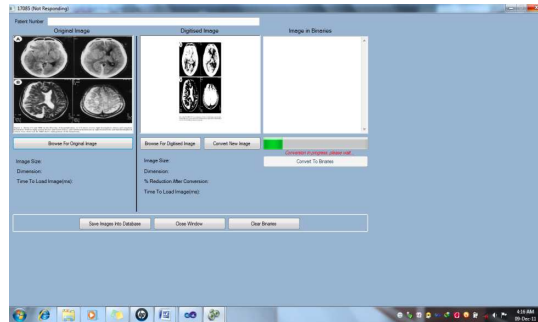 17085 (Not Responding)
Patient Number
Original Image
Digitised Image
Image in Binaries
A
B
Browse For Original Image
Browse For Digitised Image
Convert New Image
Conversion in progress, please wait...
Convert To Binaries
Image Size:
Dimension:
Time To Load Image(ms):
Image Size:
Dimension:
% Reduction After Conversion:
Time To Load Image(ms):
Save Images Into Database
Close Window
Clear Binaries
4:18 AM
09-Dec-11